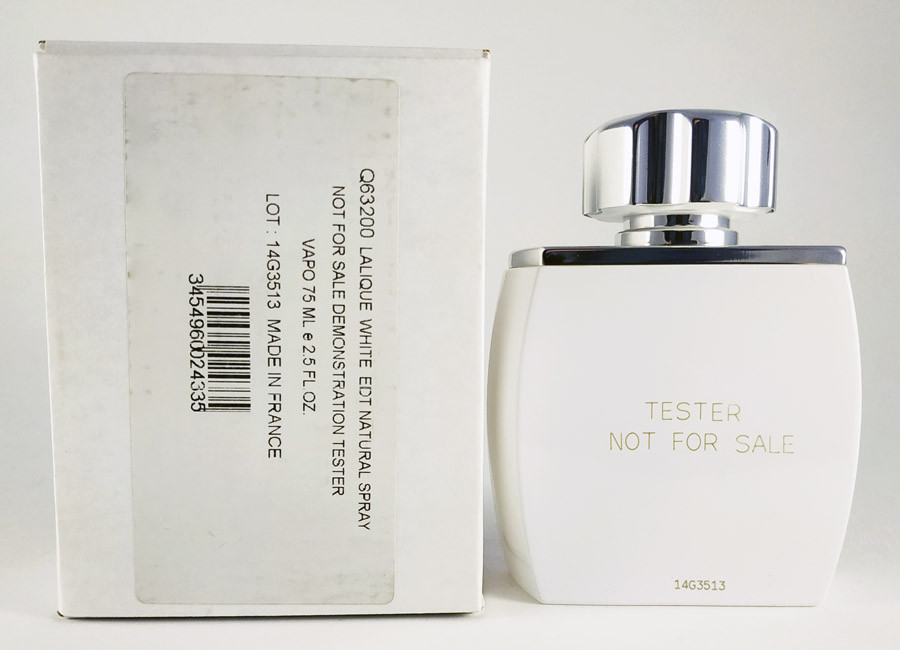 Q63200 LALIQUE WHITE EDT NATURAL SPRAY
NOT FOR SALE DEMONSTRATION TESTER
VAPO 75 ML e 2.5 FL.OZ.
LOT : 14G3513 MADE IN FRANCE
3454960024335
TESTER
NOT FOR SALE
14G3513